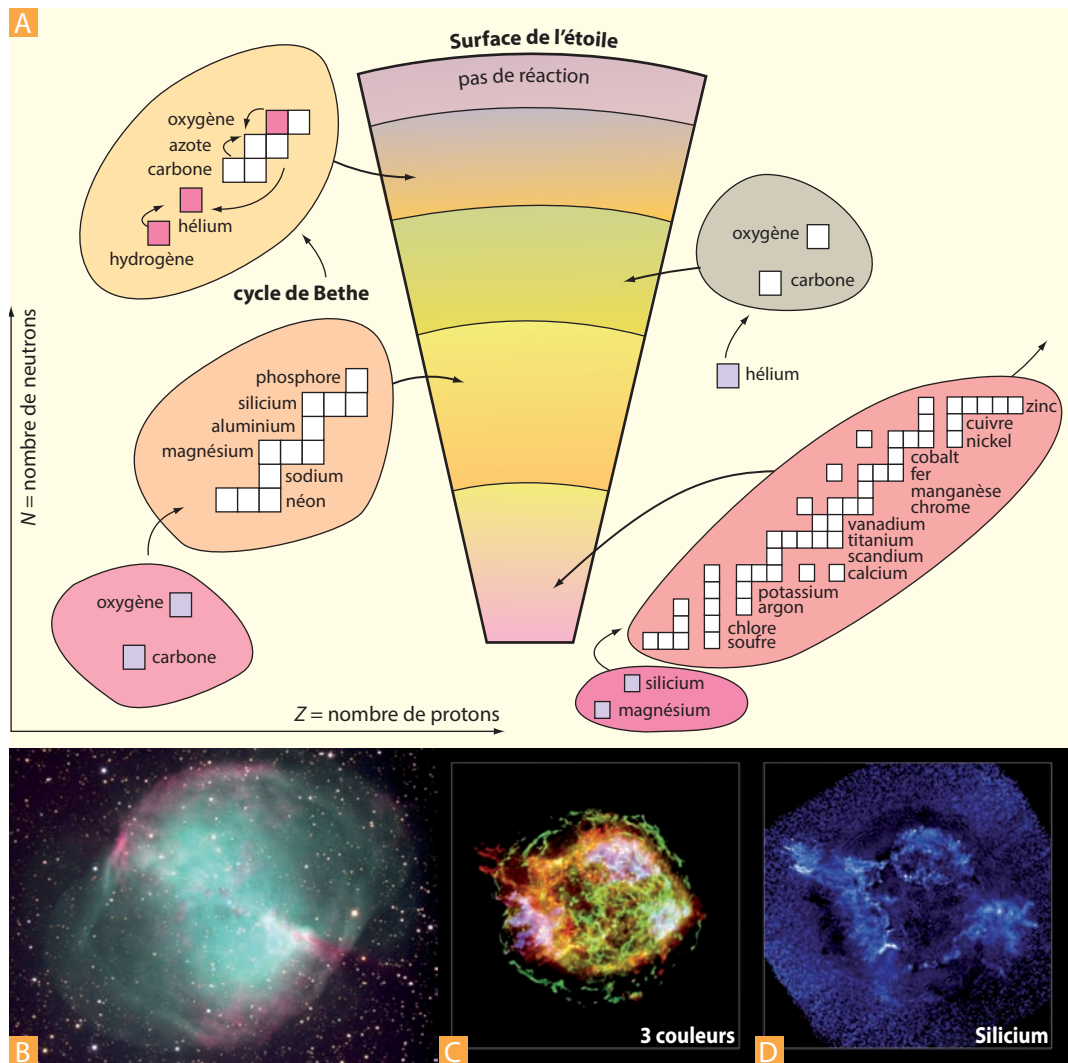 A
Surface de l'étoile
pas de réaction
oxygène
azote
carbone
hélium
hydrogène
cycle de Bethe
oxygène
carbone
hélium
N = nombre de neutrons
phosphore
silicium
aluminium
magnésium
sodium
néon
oxygène
carbone
zinc
cuivre
nickel
cobalt
fer
manganèse
chrome
vanadium
titanium
scandium
calcium
potassium
argon
chlore
soufre
silicium
magnésium
Z = nombre de protons
B
C
3 couleurs
D
Silicium